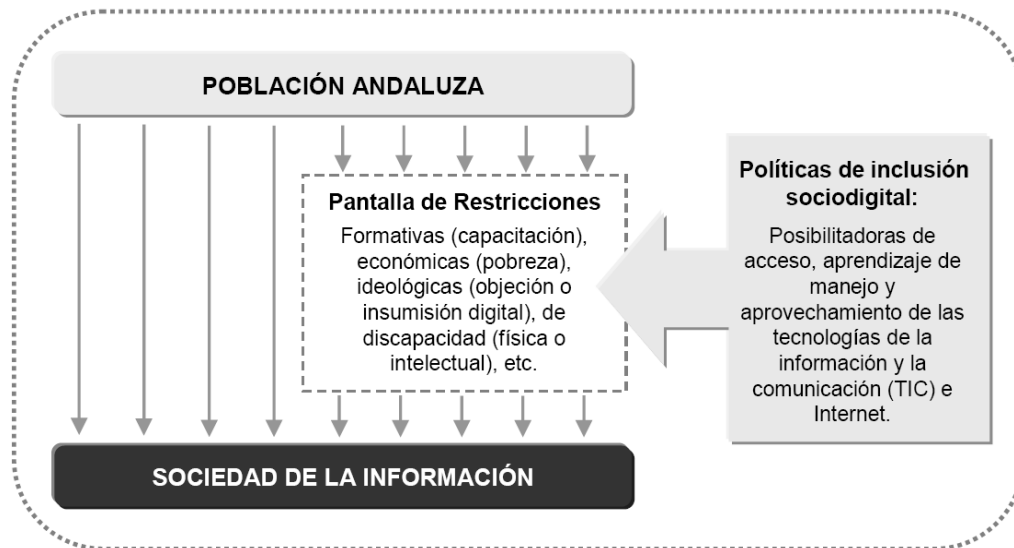 POBLACIÓN ANDALUZA
Pantalla de Restricciones
Formativas (capacitación),
económicas (pobreza),
ideológicas (objeción o
insumisión digital), de
discapacidad (física o
intelectual), etc.
Políticas de inclusión
sociodigital:
Posibilitadoras de
acceso, aprendizaje de
manejo y
aprovechamiento de las
tecnologías de la
información y la
comunicación (TIC) e
Internet.
SOCIEDAD DE LA INFORMACIÓN